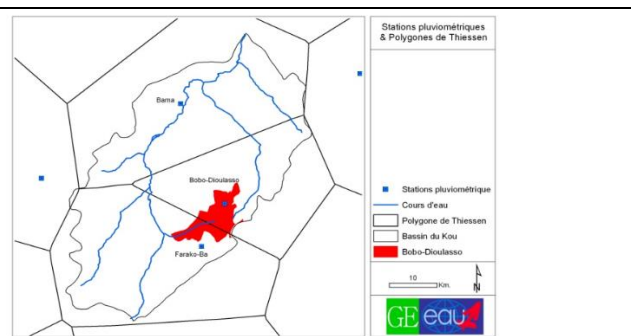 Stations pluviométriques
& Polygones de Thiessen
Bama
Bobo-Dioulasso
Farako-Ba
Stations pluviométrique
Cours d'eau
Polygone de Thiessen
Bassin du Kou
Bobo-Dioulasso
10
Km.
N
GE eau